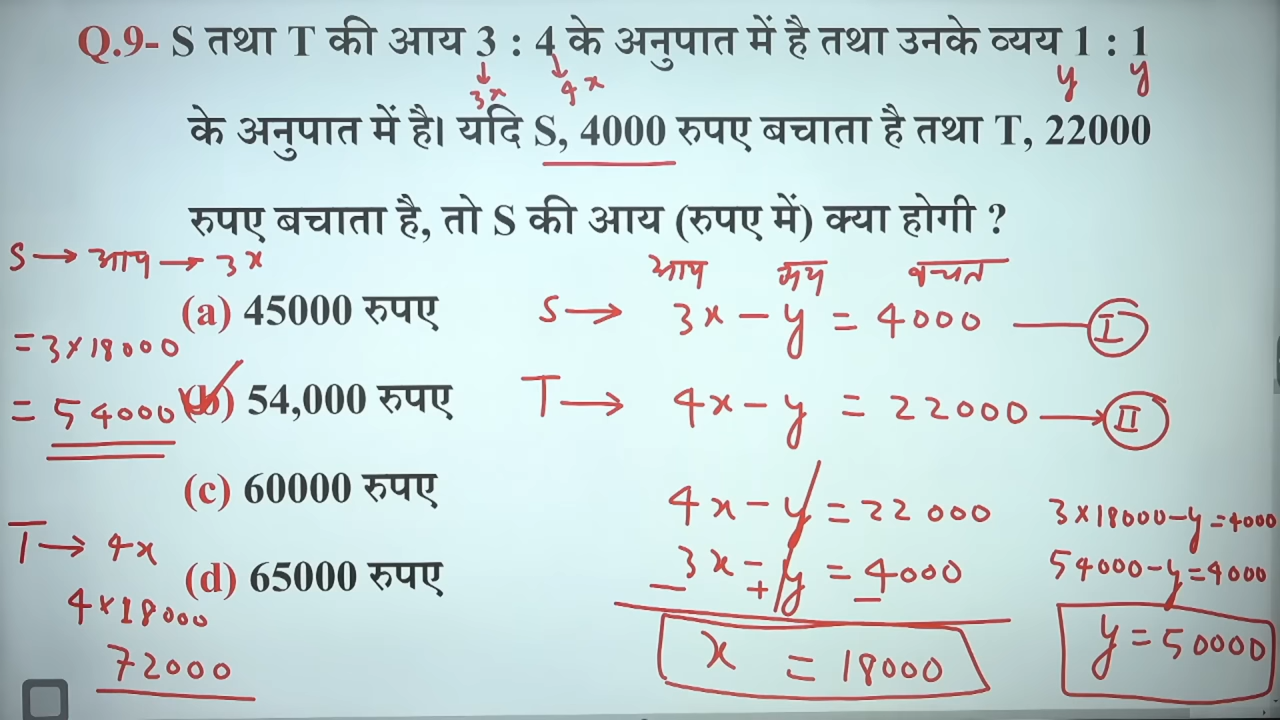 Q.9- S तथा T की आय 3 : 4 के अनुपात में है तथा उनके व्यय 1 : 1
3x 4x y y
के अनुपात में है। यदि S, 4000 रुपए बचाता है तथा T, 22000
रुपए बचाता है, तो S की आय (रुपए में) क्या होगी ?
S → आय → 3x
= 3×18000
= 54000
(a) 45000 रुपए
(b) 54,000 रुपए
(c) 60000 रुपए
(d) 65000 रुपए
T → 4x
4×18000
72000
आय व्यय बचत
S → 3x - y = 4000 I
T → 4x - y = 22000 → II
4x - y = 22000
3x - y = 4000
- + -
x = 18000
3×18000-y=4000
54000-y=4000
y=50000